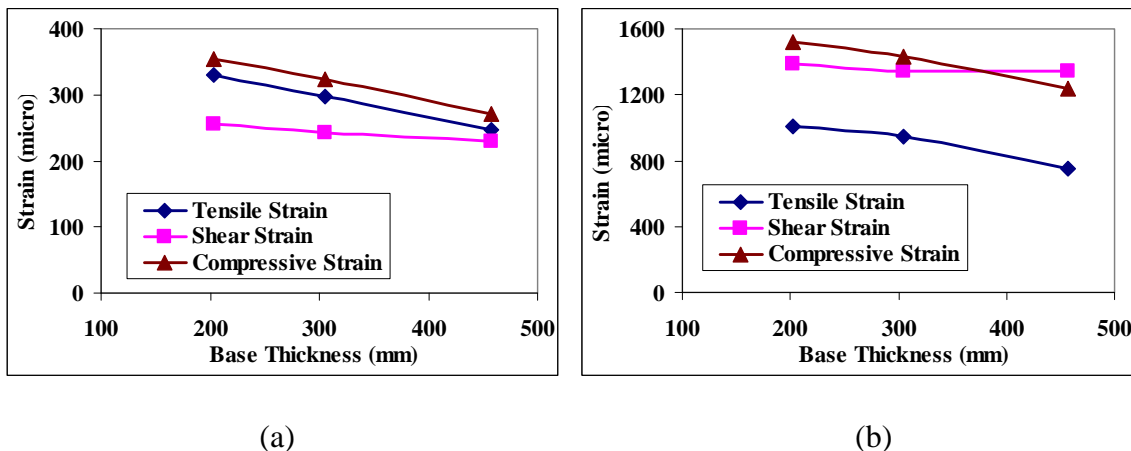 400
300
200
100
0
Strain (micro)
Tensile Strain
Shear Strain
Compressive Strain
100 200 300 400 500
Base Thickness (mm)
(a)
1600
1200
800
400
0
Strain (micro)
Tensile Strain
Shear Strain
Compressive Strain
100 200 300 400 500
Base Thickness (mm)
(b)